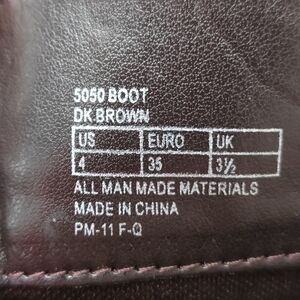 5050 BOOT
DK.BROWN
US EURO UK
4 35 3½
ALL MAN MADE MATERIALS
MADE IN CHINA
PM-11 F-Q